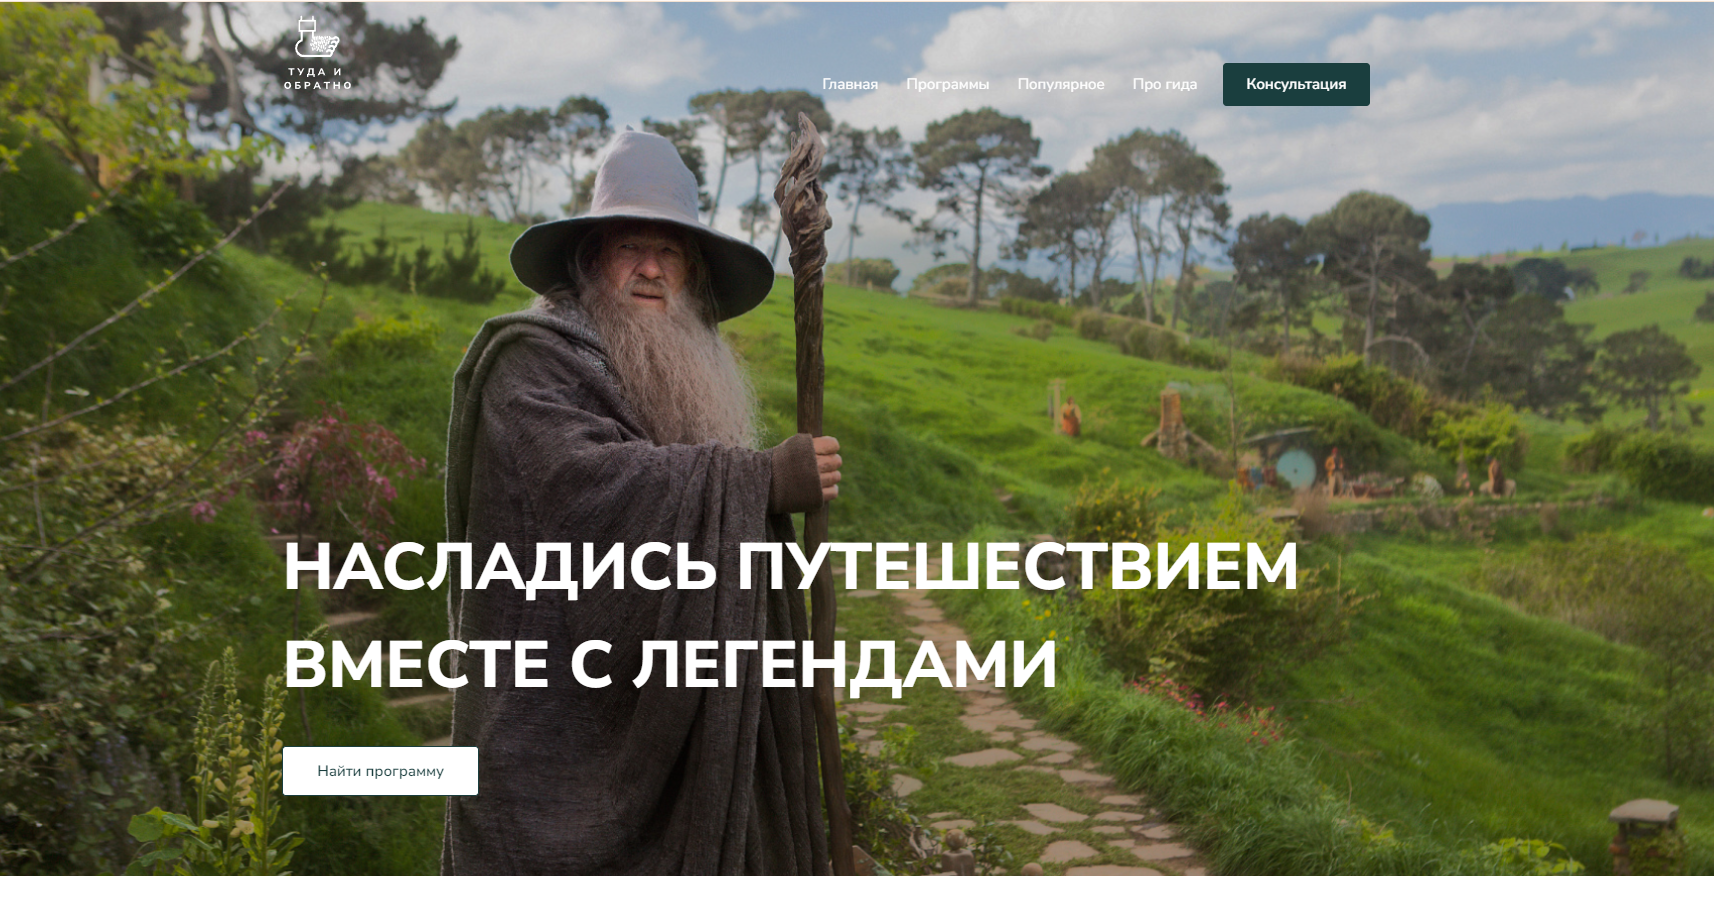 ТУДА И
ОБРАТНО
Главная Программы Популярное Про гида Консультация
НАСЛАДИСЬ ПУТЕШЕСТВИЕМ
ВМЕСТЕ С ЛЕГЕНДАМИ
Найти программу